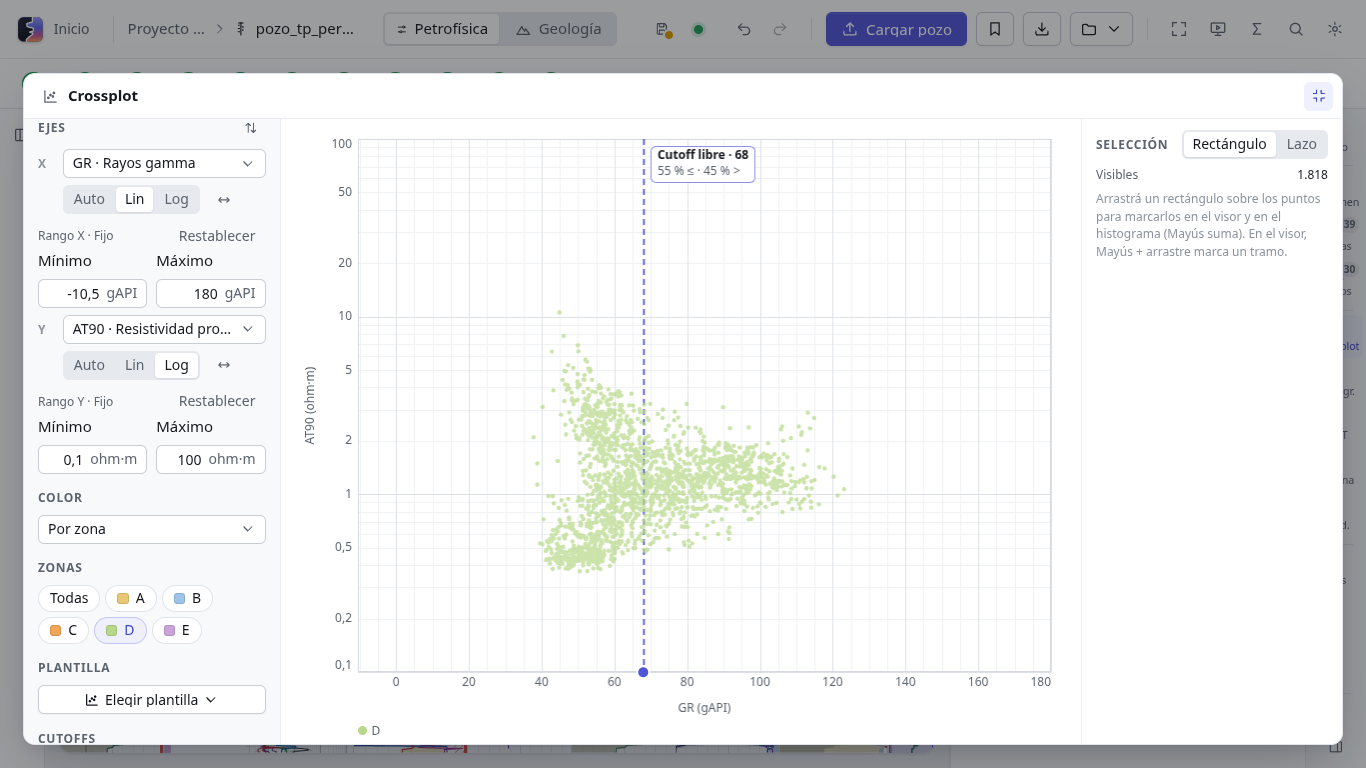 Inicio
Proyecto ...
pozo_tp_per...
Petrofísica
Geología
Cargar pozo
Crossplot
EJES
X
GR · Rayos gamma
Auto
Lin
Log
Rango X · Fijo
Restablecer
Mínimo
Máximo
-10,5 gAPI
180 gAPI
Y
AT90 · Resistividad pro...
Auto
Lin
Log
Rango Y · Fijo
Restablecer
Mínimo
Máximo
0,1 ohm·m
100 ohm·m
COLOR
Por zona
ZONAS
Todas
A
B
C
D
E
PLANTILLA
Elegir plantilla
CUTOFFS
Cutoff libre · 68
55 % ≤ · 45 % >
100
50
20
10
5
2
1
0,5
0,2
0,1
AT90 (ohm·m)
0
20
40
60
80
100
120
140
160
180
GR (gAPI)
D
SELECCIÓN
Rectángulo
Lazo
Visibles
1.818
Arrastrá un rectángulo sobre los puntos
para marcarlos en el visor y en el
histograma (Mayús suma). En el visor,
Mayús + arrastre marca un tramo.
39
30